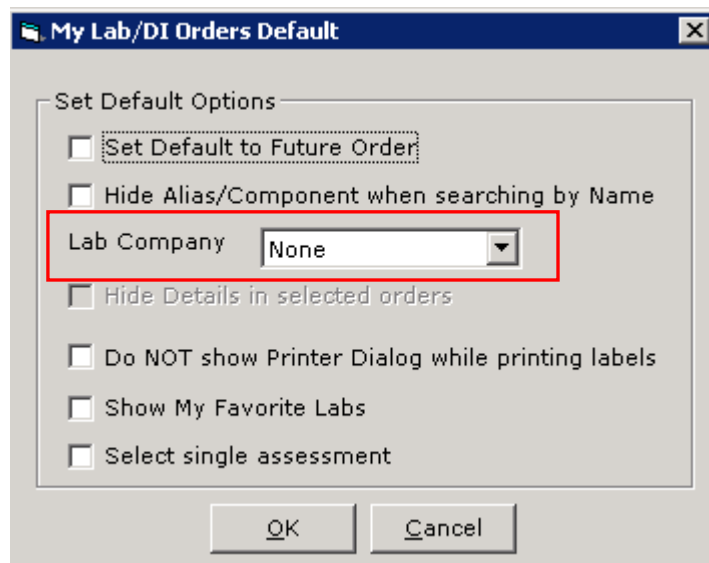 My Lab/DI Orders Default
Set Default Options
Set Default to Future Order
Hide Alias/Component when searching by Name
Lab Company None
Hide Details in selected orders
Do NOT show Printer Dialog while printing labels
Show My Favorite Labs
Select single assessment
OK Cancel